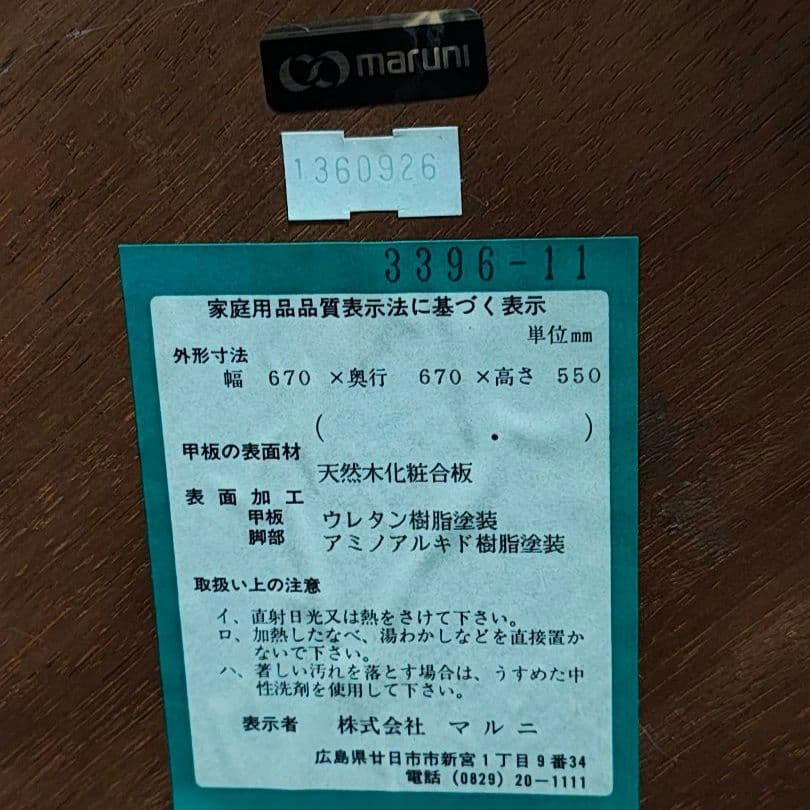 maruni
1360926
3396-11
家庭用品品質表示法に基づく表示
単位mm
外形寸法
幅 670 ×奥行 670 ×高さ 550
( . )
甲板の表面材
天然木化粧合板
表面加工
甲板 ウレタン樹脂塗装
脚部 アミノアルキド樹脂塗装
取扱い上の注意
イ、直射日光又は熱をさけて下さい。
ロ、加熱したなべ、湯わかしなどを直接置か
ないで下さい。
ハ、著しい汚れを落とす場合は、うすめた中
性洗剤を使用して下さい。
表示者 株式会社 マルニ
広島県廿日市市新宮1丁目9番34
電話 (0829) 20-1111